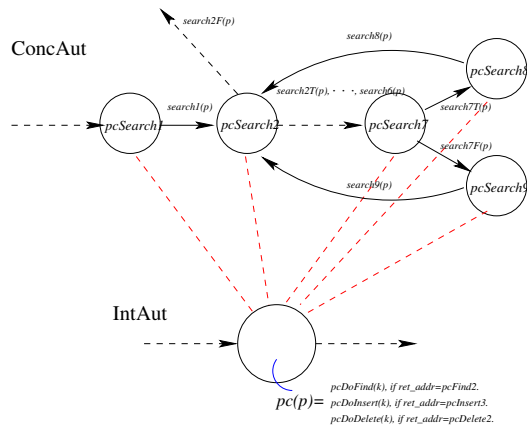 search2F(p)
ConcAut
search8(p)
pcSearch8
search2T(p), · · ·, search6(p)
search1(p)
search7T(p)
pcSearch1
pcSearch2
pcSearch7
search7F(p)
search9(p)
pcSearch9
IntAut
pc(p)=
pcDoFind(k), if ret_addr=pcFind2.
pcDoInsert(k), if ret_addr=pcInsert3.
pcDoDelete(k), if ret_addr=pcDelete2.